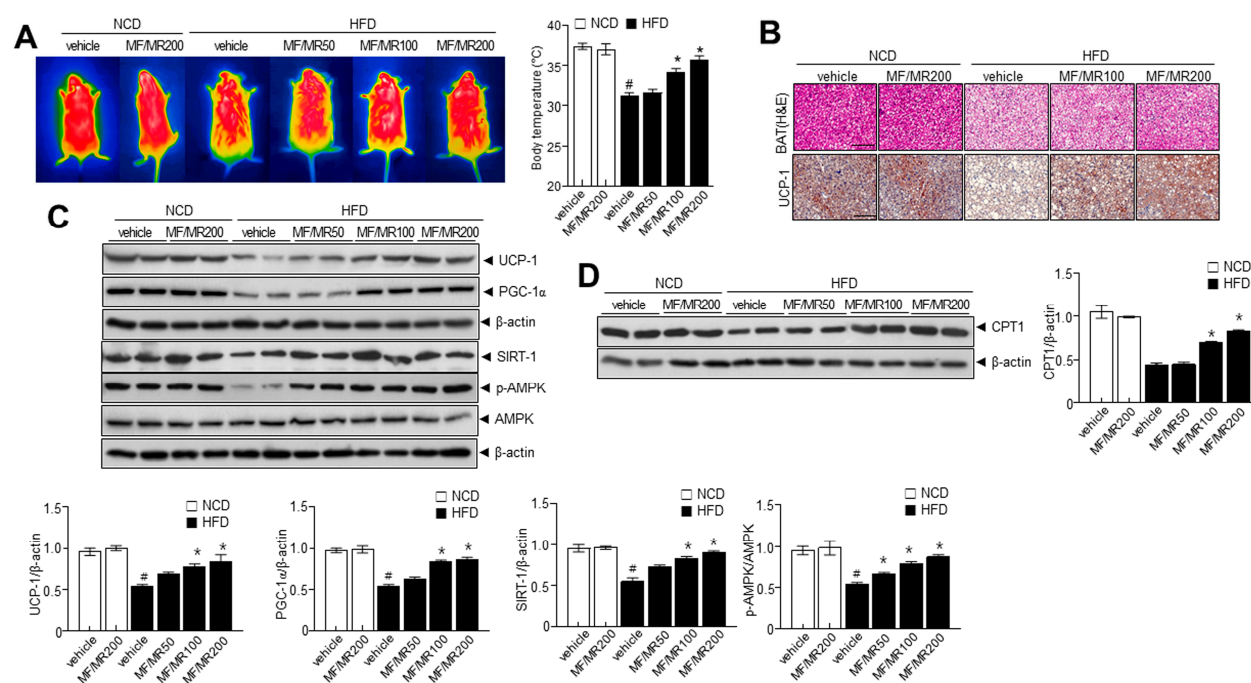 A
NCD
HFD
vehicle
MF/MR200
vehicle
MF/MR50
MF/MR100
MF/MR200
NCD
HFD
Body temperature (°C)
40
35
30
25
20
#
*
*
vehicle
MF/MR200
vehicle
MF/MR50
MF/MR100
MF/MR200
B
NCD
HFD
vehicle
MF/MR200
vehicle
MF/MR100
MF/MR200
BAT(H&E)
UCP-1
C
NCD
HFD
vehicle
MF/MR200
vehicle
MF/MR50
MF/MR100
MF/MR200
UCP-1
PGC-1α
β-actin
SIRT-1
p-AMPK
AMPK
β-actin
D
NCD
HFD
vehicle
MF/MR200
vehicle
MF/MR50
MF/MR100
MF/MR200
CPT1
β-actin
NCD
HFD
CPT1/β-actin
1.5
1.0
0.5
0
*
*
vehicle
MF/MR200
vehicle
MF/MR50
MF/MR100
MF/MR200
NCD
HFD
UCP-1/β-actin
1.5
1.0
0.5
0
#
*
*
vehicle
MF/MR200
vehicle
MF/MR50
MF/MR100
MF/MR200
NCD
HFD
PGC-1α/β-actin
1.5
1.0
0.5
0
#
*
*
vehicle
MF/MR200
vehicle
MF/MR50
MF/MR100
MF/MR200
NCD
HFD
SIRT-1/β-actin
1.5
1.0
0.5
0
#
*
*
vehicle
MF/MR200
vehicle
MF/MR50
MF/MR100
MF/MR200
NCD
HFD
p-AMPK/AMPK
1.5
1.0
0.5
0
#
*
*
*
vehicle
MF/MR200
vehicle
MF/MR50
MF/MR100
MF/MR200